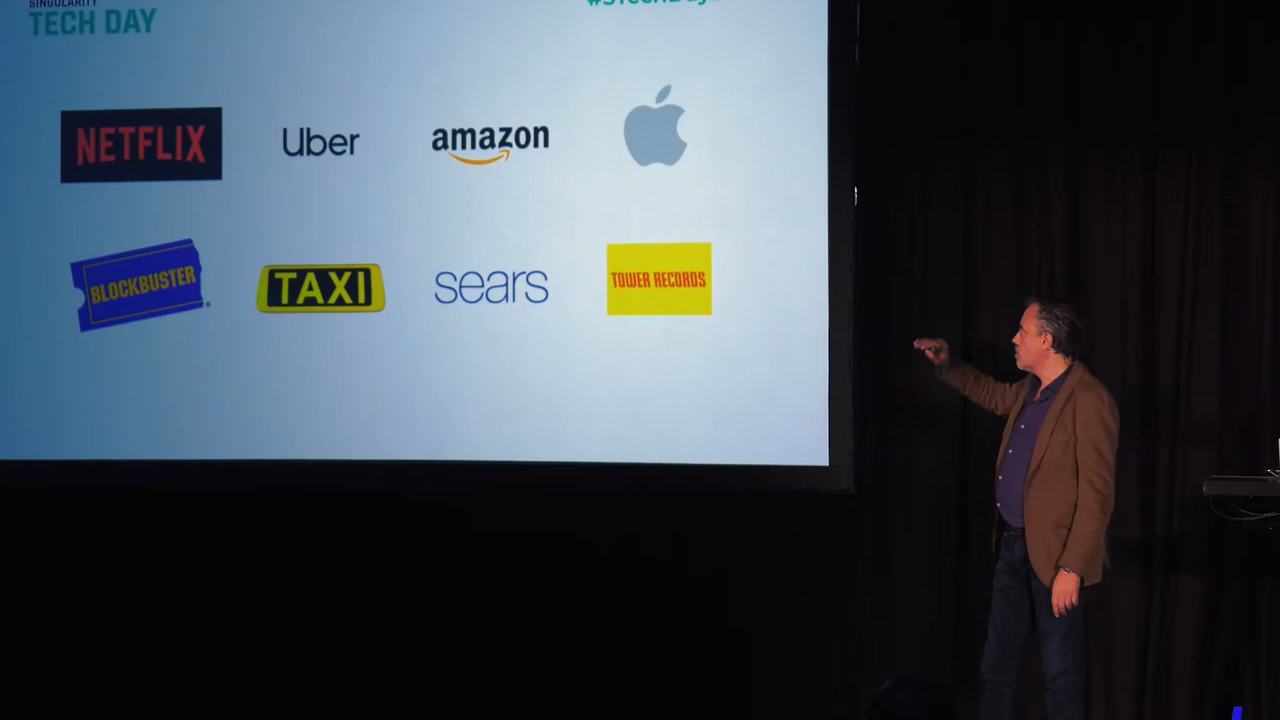 SINGULARITY
TECH DAY
NETFLIX
Uber
amazon
BLOCKBUSTER
TAXI
sears
TOWER RECORDS